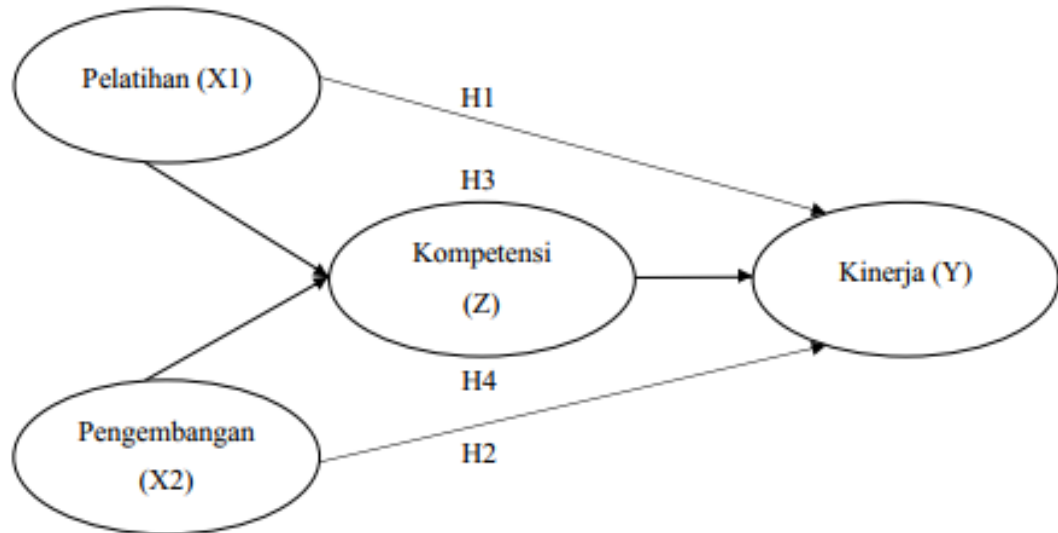 Pelatihan (X1)
H1
H3
Kompetensi
(Z)
Kinerja (Y)
H4
Pengembangan
(X2)
H2